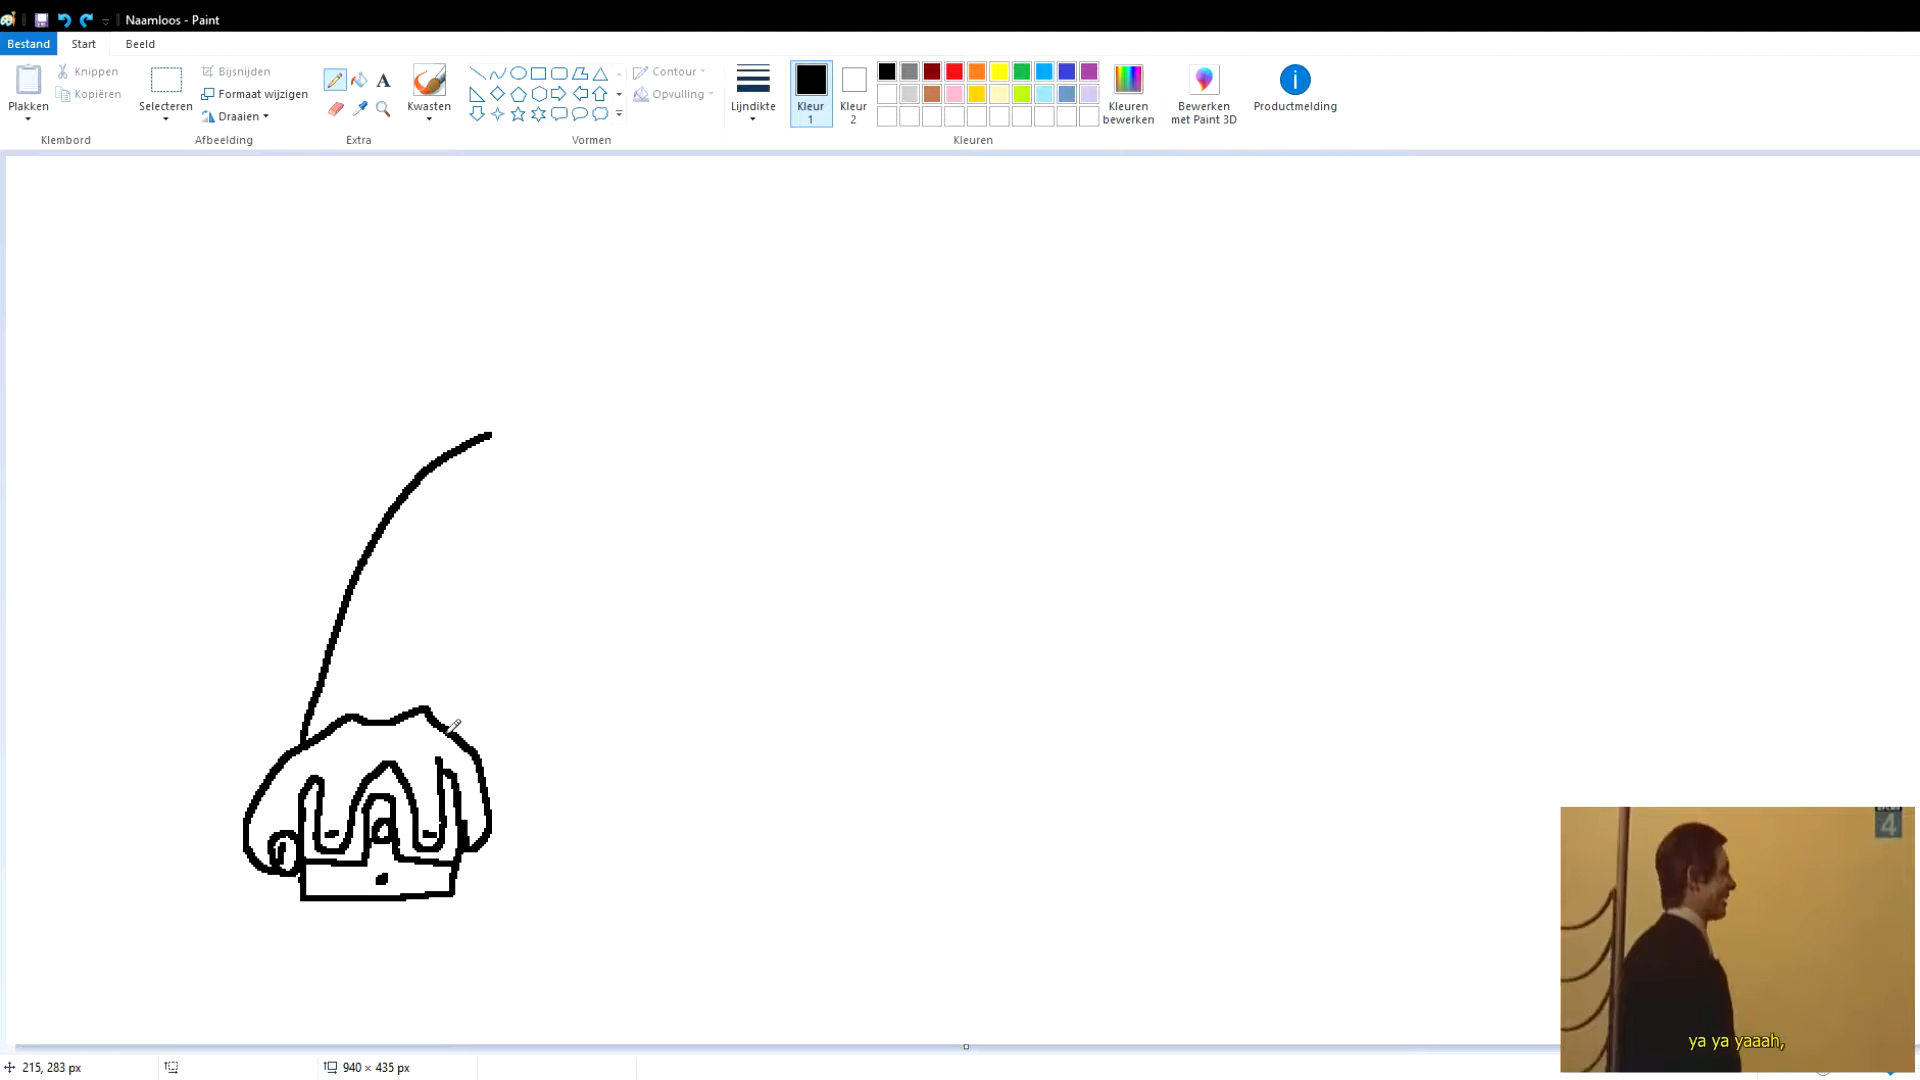 Naamloos - Paint
Bestand Start Beeld
Plakken
Knippen
Kopiëren
Klembord
Selecteren
Bijsnijden
Formaat wijzigen
Draaien
Afbeelding
A
Extra
Kwasten
Contour
Opvulling
Vormen
Lijndikte
Kleur
1
Kleur
2
Kleuren
bewerken
Kleuren
Bewerken
met Paint 3D
Productmelding
4
ya ya yaaah,
215, 283 px
940 × 435 px